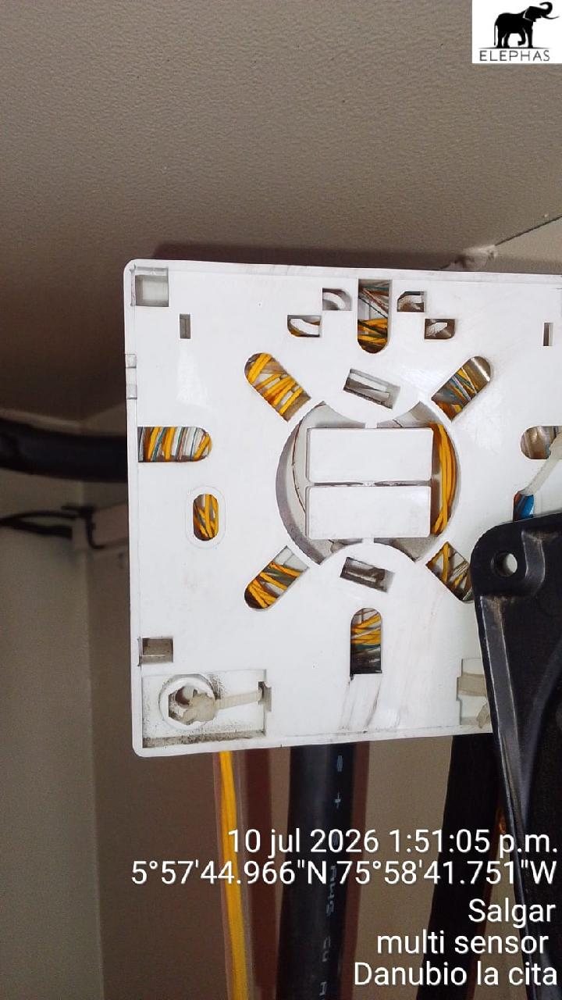 ELEPHAS
10 jul 2026 1:51:05 p.m.
5°57'44.966"N 75°58'41.751"W
Salgar
multi sensor
Danubio la cita